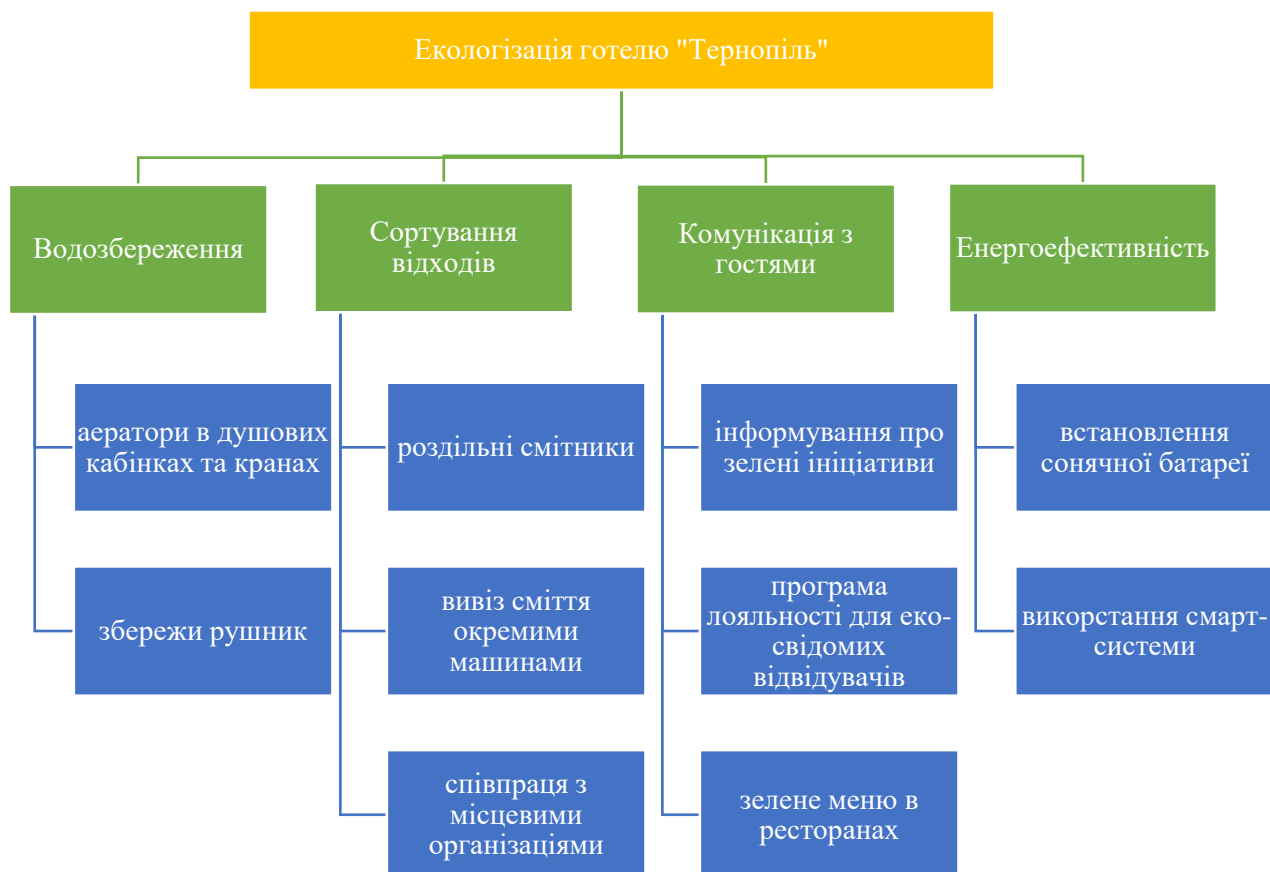 Екологізація готелю "Тернопіль"
Водозбереження
аератори в душових
кабінках та кранах
збережи рушник
Сортування
відходів
роздільні смітники
вивіз сміття
окремими
машинами
співпраця з
місцевими
організаціями
Комунікація з
гостями
інформування про
зелені ініціативи
програма
лояльності для еко-
свідомих
відвідувачів
зелене меню в
ресторанах
Енергоефективність
встановлення
сонячної батареї
викорстання смарт-
системи